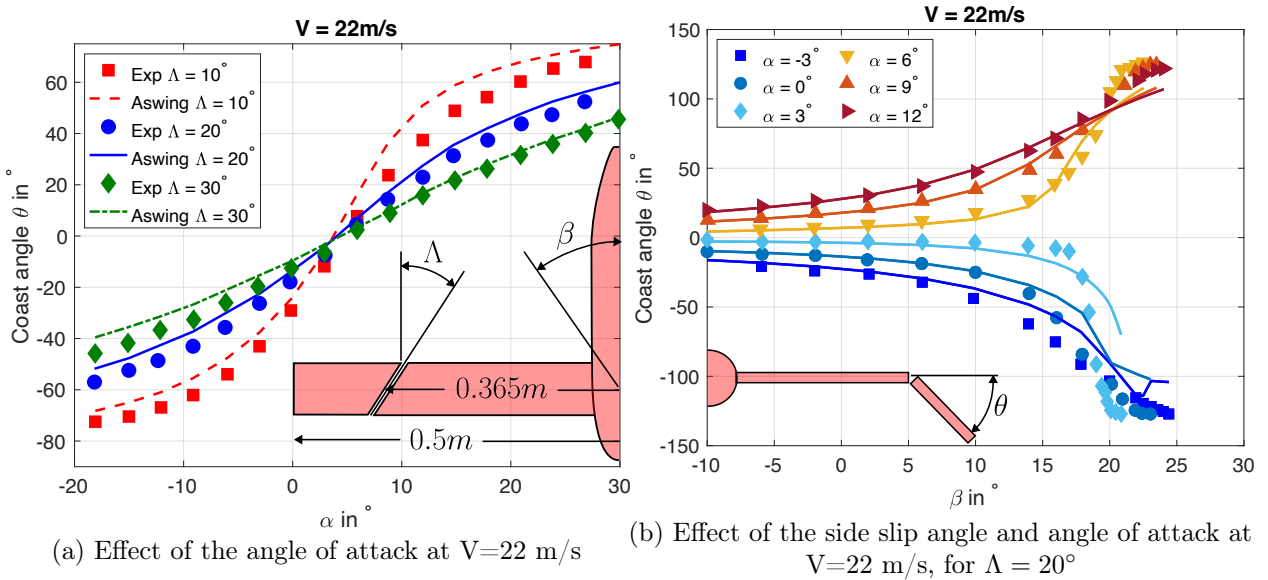 V = 22m/s
Exp Λ = 10°
Aswing Λ = 10°
Exp Λ = 20°
Aswing Λ = 20°
Exp Λ = 30°
Aswing Λ = 30°
Coast angle θ in °
60
40
20
0
-20
-40
-60
-80
-20
-10
0
10
20
30
α in °
Λ
β
0.365m
0.5m
(a) Effect of the angle of attack at V=22 m/s
V = 22m/s
α = -3°
α = 0°
α = 3°
α = 6°
α = 9°
α = 12°
Coast angle θ in °
150
100
50
0
-50
-100
-150
-10
-5
0
5
10
15
20
25
30
β in °
θ
(b) Effect of the side slip angle and angle of attack at
V=22 m/s, for Λ = 20°